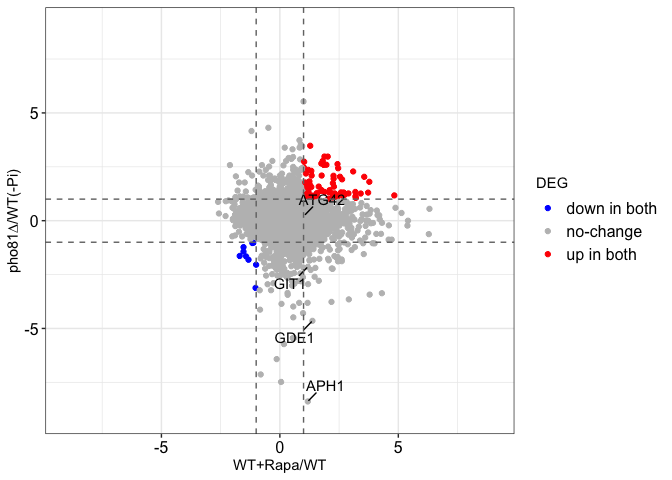 5
0
-5
pho81Δ/WT(-Pi)
ATG42
GIT1
GDE1
APH1
-5
0
5
WT+Rapa/WT
DEG
down in both
no-change
up in both